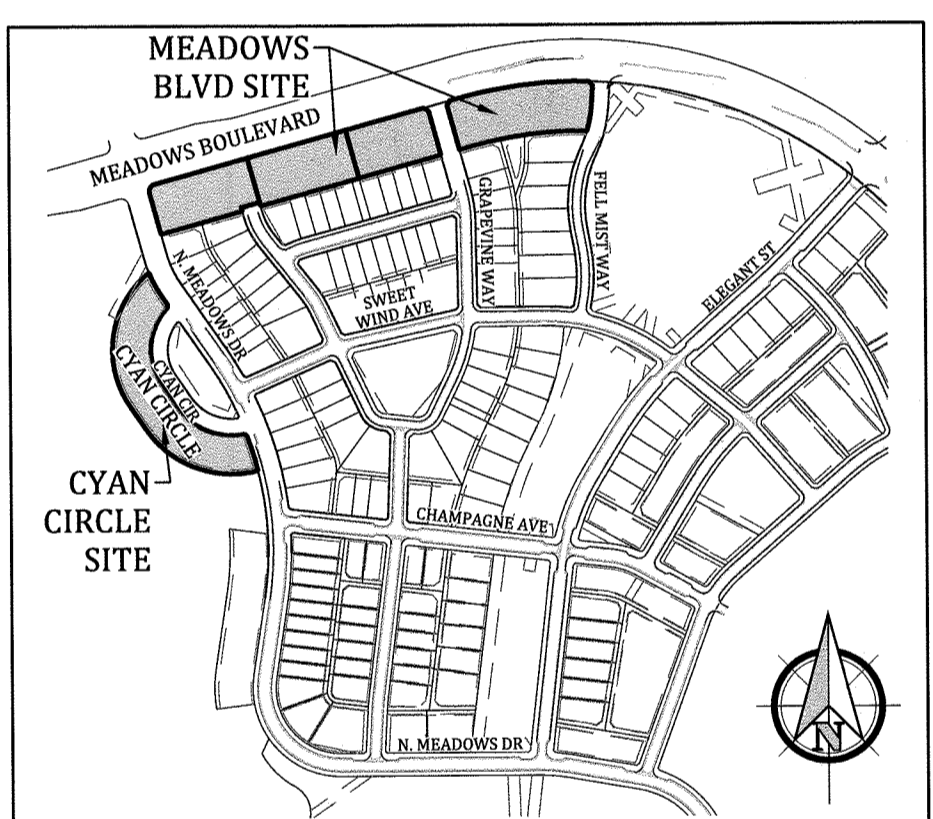 MEADOWS
BLVD SITE
MEADOWS BOULEVARD
GRAPEVINE WAY
FELL MIST WAY
ELEGANT ST
N. MEADOWS DR
SWEET
WIND AVE
CYAN CIR
CYAN CIRCLE
CYAN
CIRCLE
SITE
CHAMPAGNE AVE
N. MEADOWS DR
N